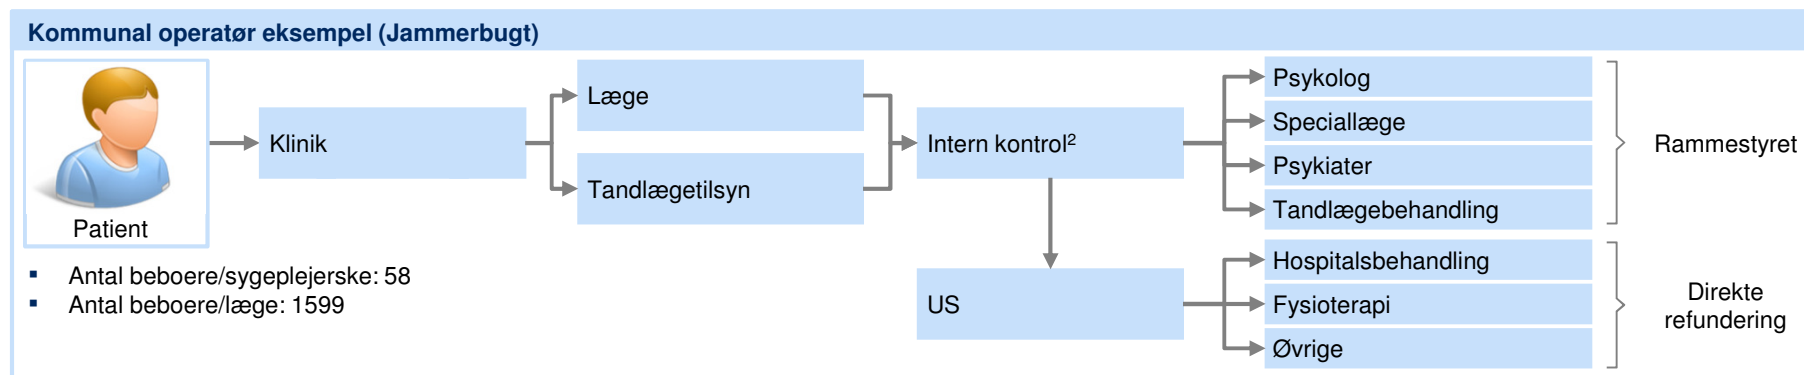 Kommunal operatør eksempel (Jammerbugt)
Patient
▪ Antal beboere/sygeplejerske: 58
▪ Antal beboere/læge: 1599
Klinik
Læge
Tandlægetilsyn
Intern kontrol²
US
Psykolog
Speciallæge
Psykiater
Tandlægebehandling
Rammestyret
Hospitalsbehandling
Fysioterapi
Øvrige
Direkte
refundering